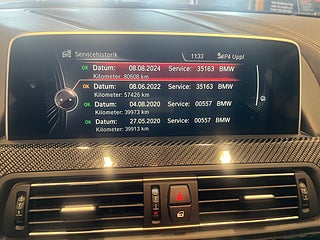 Servicehistorik 11:33 P4 Uppl
OK Datum: 08.08.2024 Service: 35163 BMW
Kilometer: 80608 km
OK Datum: 08.06.2022 Service: 35163 BMW
Kilometer: 57426 km
OK Datum: 04.08.2020 Service: 00557 BMW
Kilometer: 39973 km
OK Datum: 27.05.2020 Service: 00557 BMW
Kilometer: 39913 km